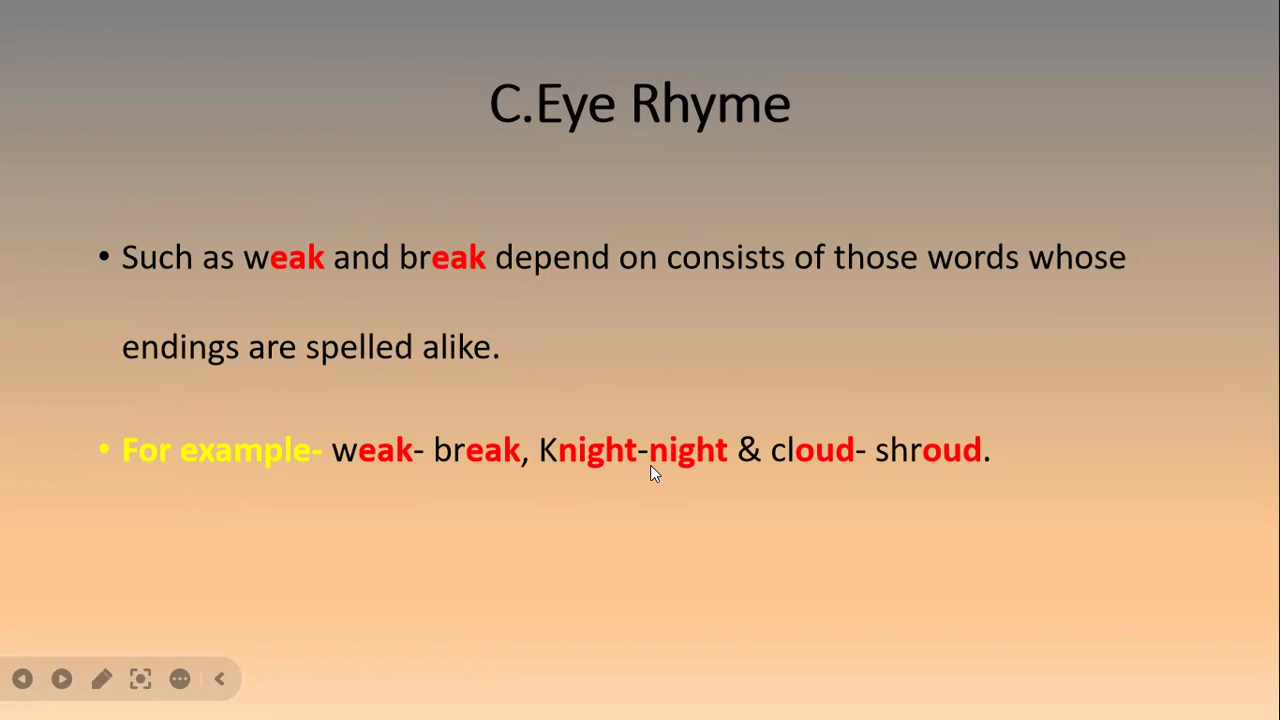 C.Eye Rhyme
• Such as weak and break depend on consists of those words whose
endings are spelled alike.
• For example- weak- break, Knight-night & cloud- shroud.